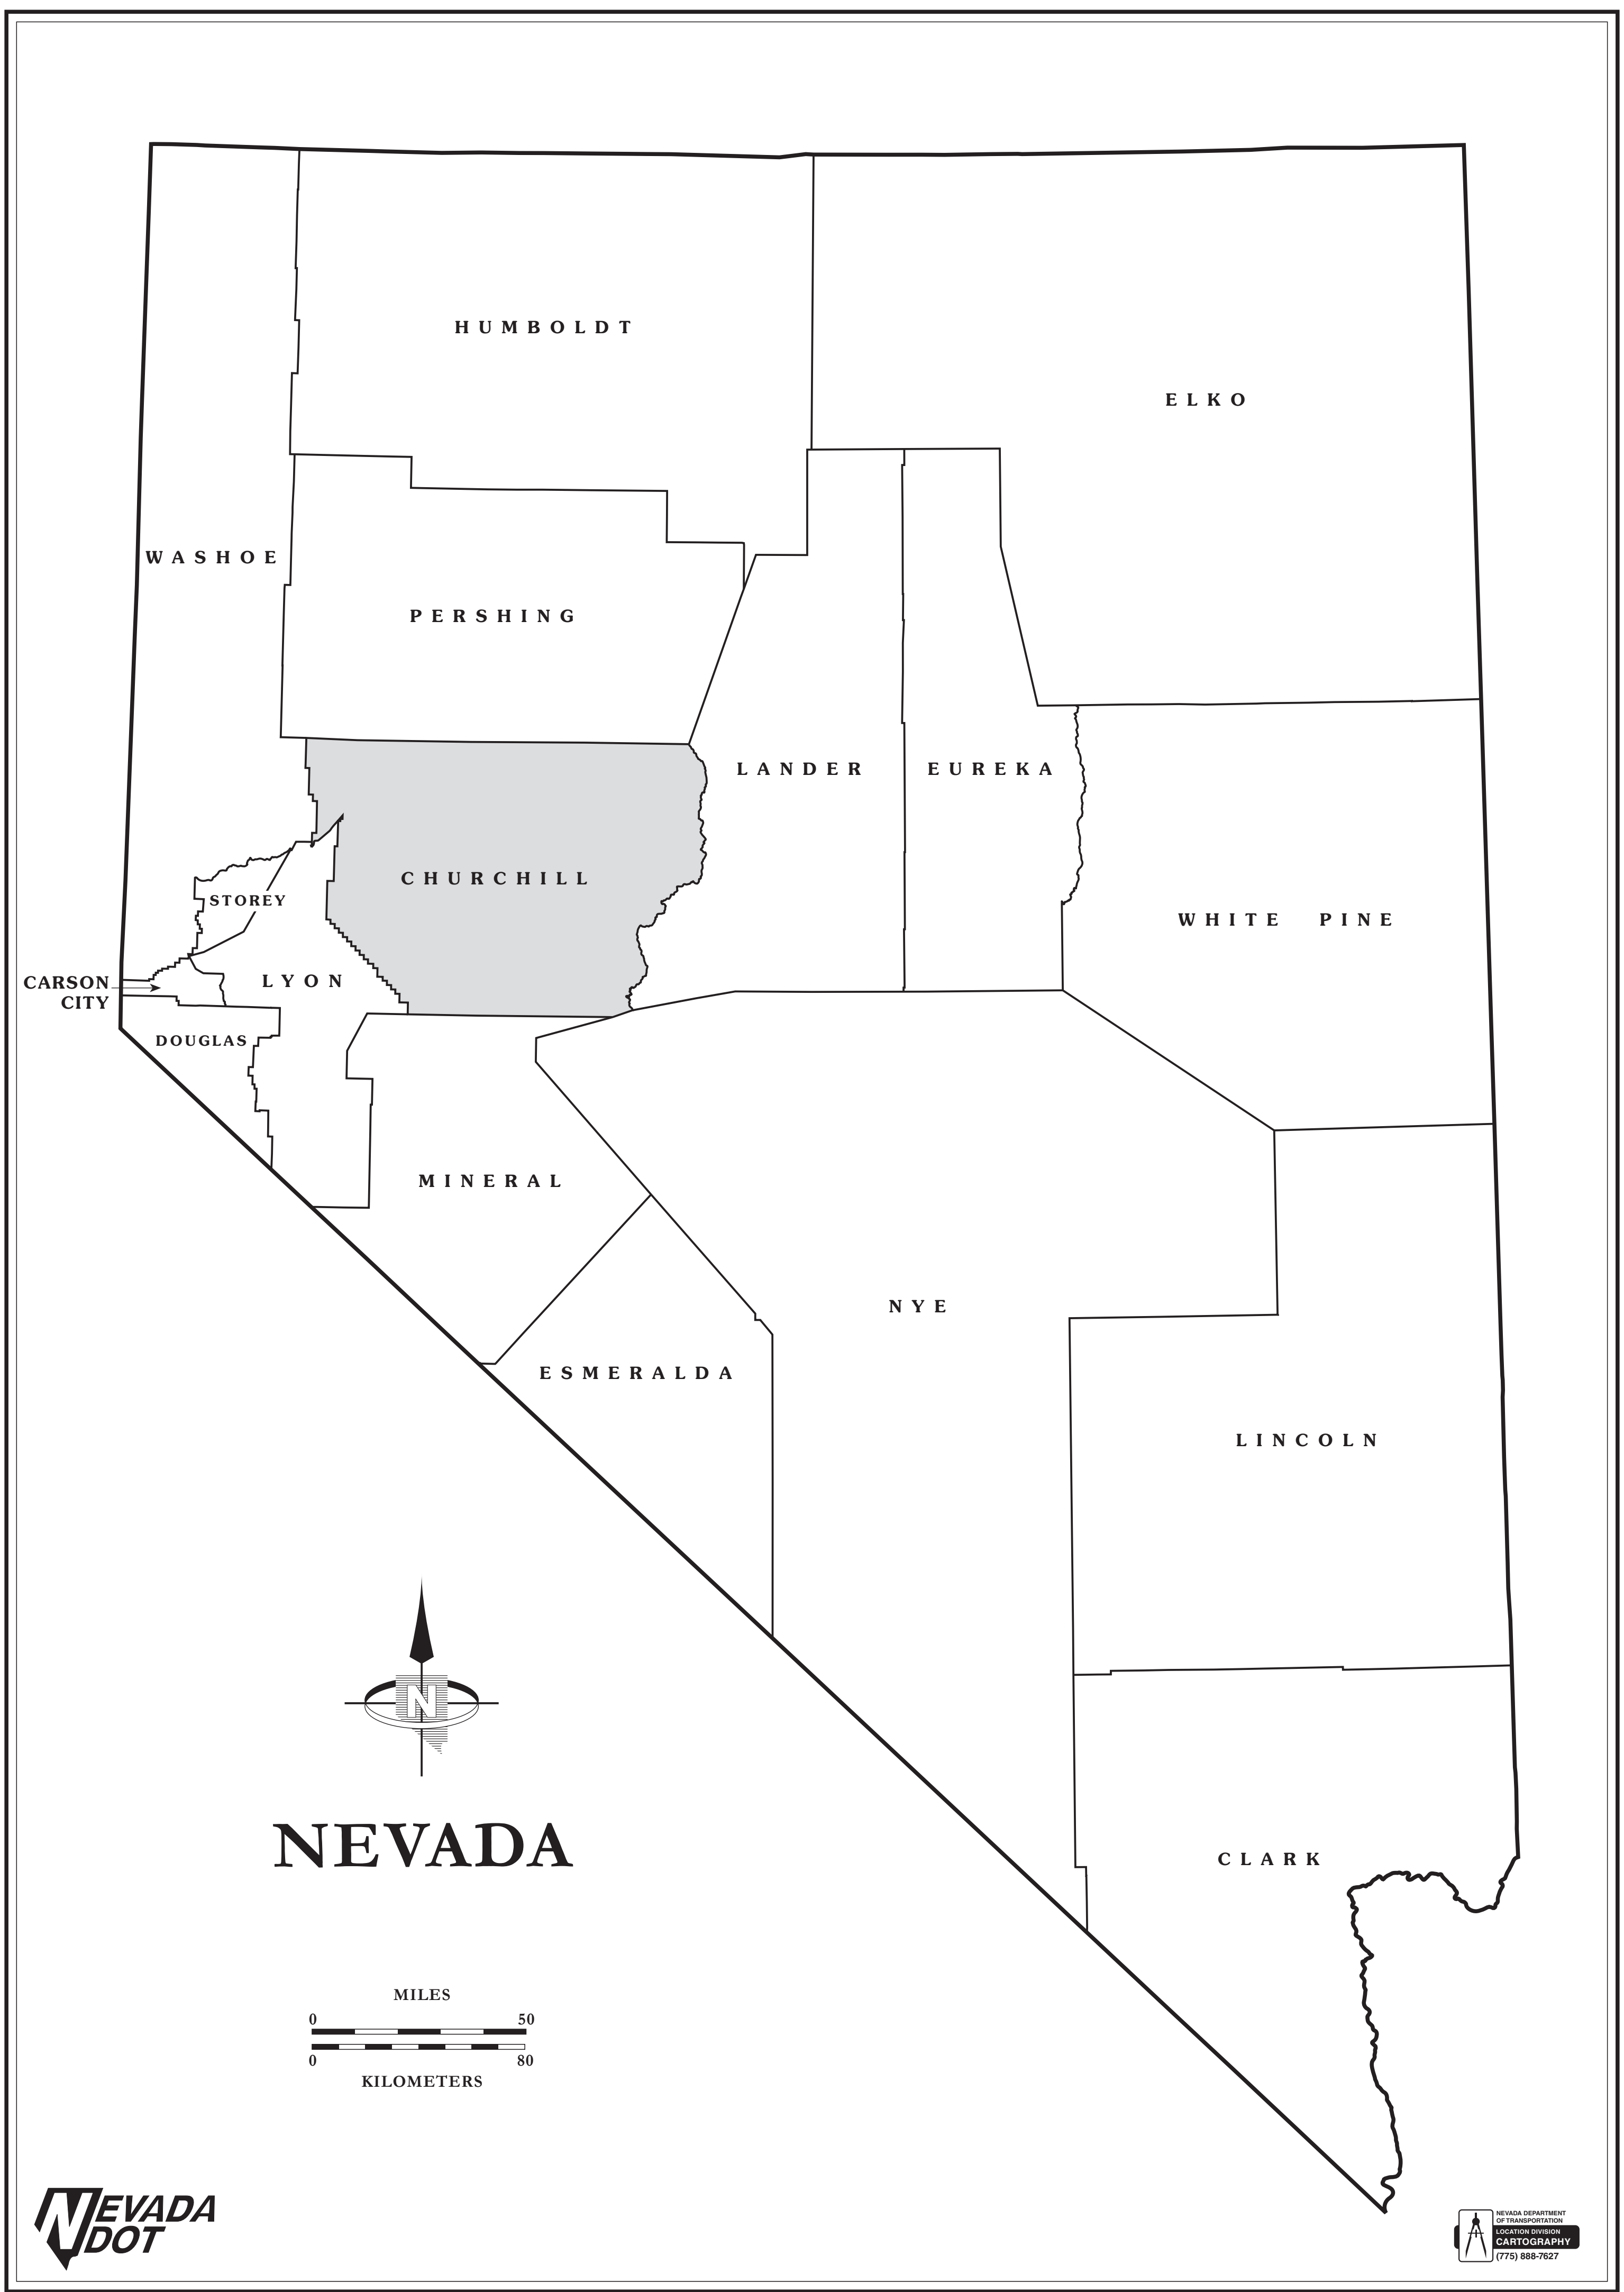 HUMBOLDT
ELKO
WASHOE
PERSHING
LANDER
EUREKA
CHURCHILL
STOREY
WHITE PINE
CARSON
CITY
LYON
DOUGLAS
MINERAL
NYE
ESMERALDA
LINCOLN
N
NEVADA
CLARK
MILES
0 50
0 80
KILOMETERS
NEVADA
DOT
NEVADA DEPARTMENT
OF TRANSPORTATION
LOCATION DIVISION
CARTOGRAPHY
(775) 888-7627